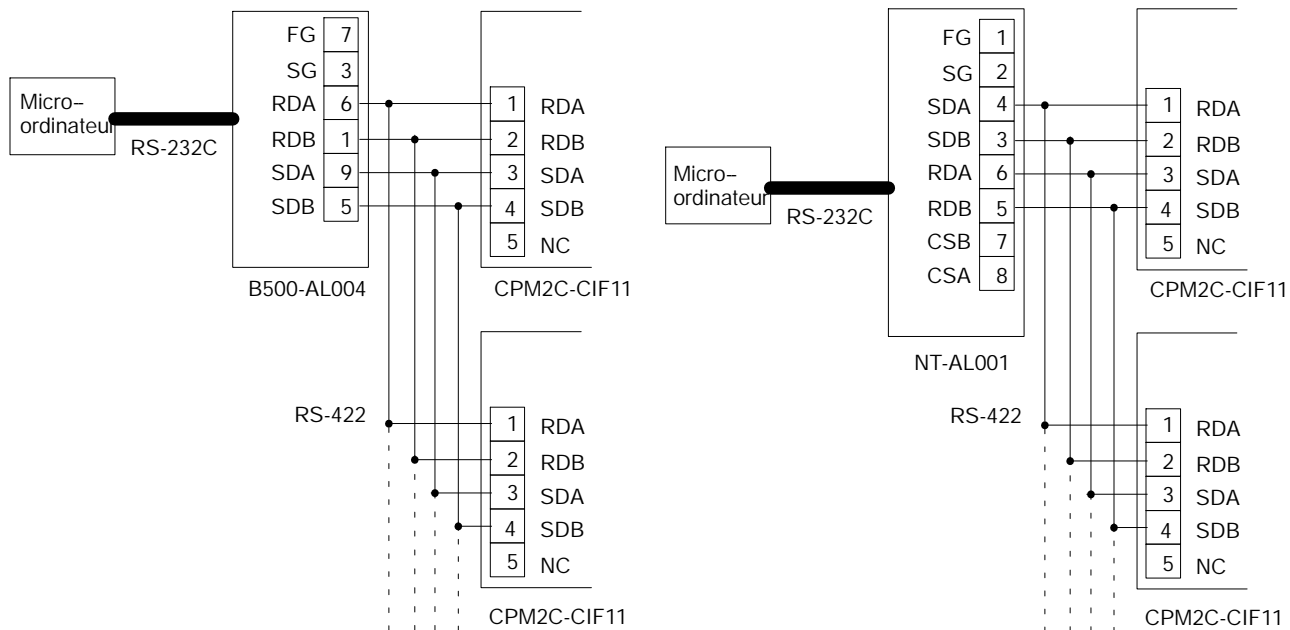 FG 7
SG 3
RDA 6
RDB 1
SDA 9
SDB 5
Micro–
ordinateur
RS-232C
B500-AL004
1 RDA
2 RDB
3 SDA
4 SDB
5 NC
CPM2C-CIF11
RS-422
1 RDA
2 RDB
3 SDA
4 SDB
5 NC
CPM2C-CIF11
FG 1
SG 2
SDA 4
SDB 3
RDA 6
RDB 5
CSB 7
CSA 8
Micro–
ordinateur
RS-232C
NT-AL001
1 RDA
2 RDB
3 SDA
4 SDB
5 NC
CPM2C-CIF11
RS-422
1 RDA
2 RDB
3 SDA
4 SDB
5 NC
CPM2C-CIF11